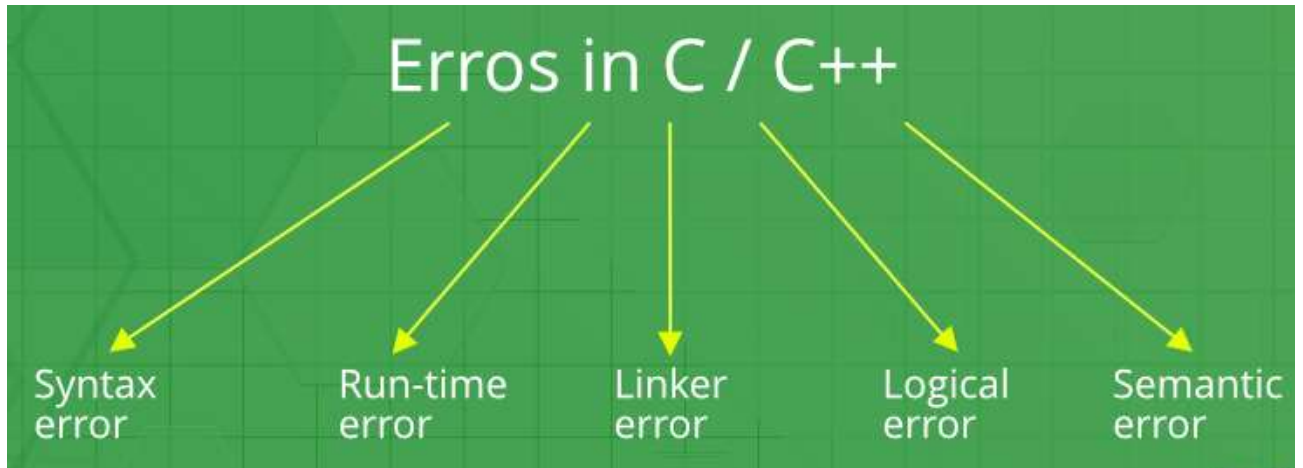 Erros in C / C++
Syntax
error
Run-time
error
Linker
error
Logical
error
Semantic
error